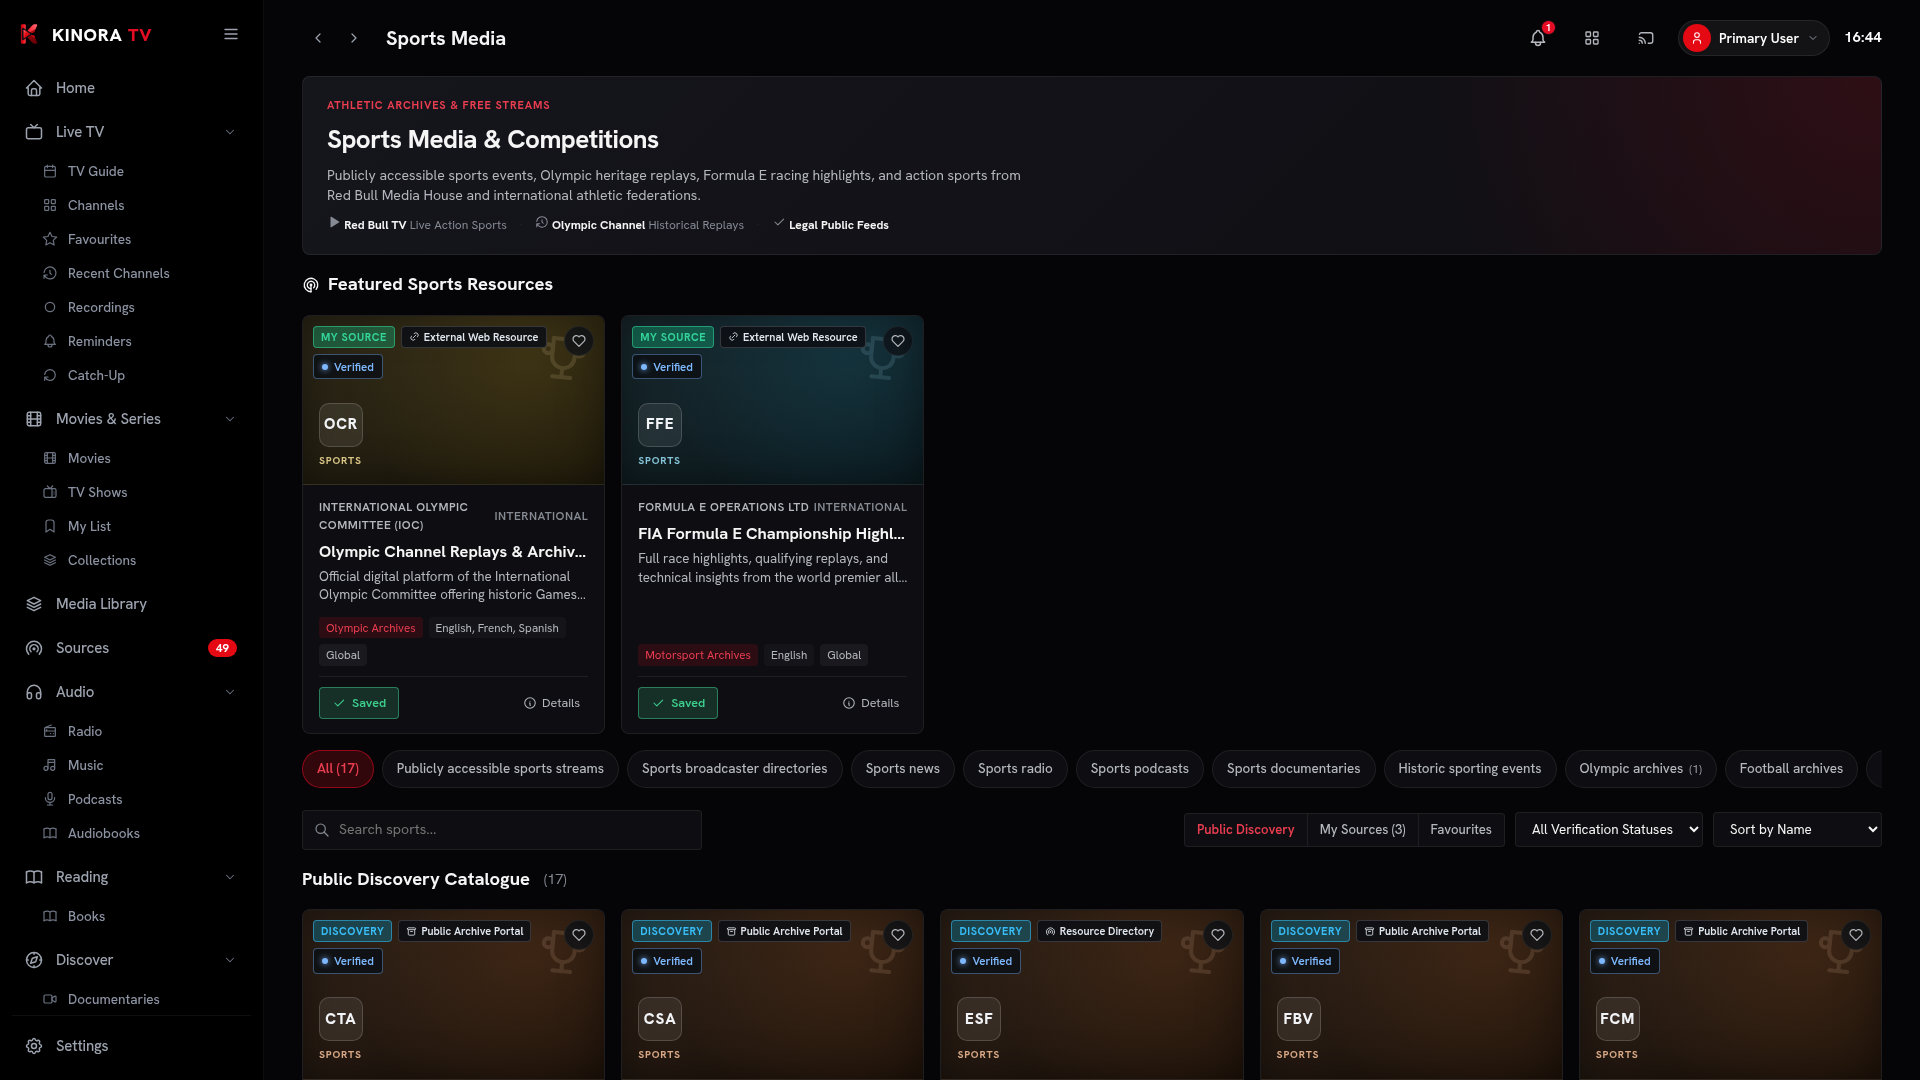 KINORA TV
Home
Live TV
TV Guide
Channels
Favourites
Recent Channels
Recordings
Reminders
Catch-Up
Movies & Series
Movies
TV Shows
My List
Collections
Media Library
Sources 49
Audio
Radio
Music
Podcasts
Audiobooks
Reading
Books
Discover
Documentaries
Settings
Sports Media
1
Primary User
16:44
ATHLETIC ARCHIVES & FREE STREAMS
Sports Media & Competitions
Publicly accessible sports events, Olympic heritage replays, Formula E racing highlights, and action sports from
Red Bull Media House and international athletic federations.
Red Bull TV Live Action Sports · Olympic Channel Historical Replays · Legal Public Feeds
Featured Sports Resources
MY SOURCE External Web Resource
Verified
OCR
SPORTS
INTERNATIONAL OLYMPIC
COMMITTEE (IOC)
INTERNATIONAL
Olympic Channel Replays & Archiv...
Official digital platform of the International
Olympic Committee offering historic Games...
Olympic Archives English, French, Spanish
Global
Saved Details
MY SOURCE External Web Resource
Verified
FFE
SPORTS
FORMULA E OPERATIONS LTD INTERNATIONAL
FIA Formula E Championship Highl...
Full race highlights, qualifying replays, and
technical insights from the world premier all...
Motorsport Archives English Global
Saved Details
All (17) Publicly accessible sports streams Sports broadcaster directories Sports news Sports radio Sports podcasts Sports documentaries Historic sporting events Olympic archives (1) Football archives
Search sports...
Public Discovery My Sources (3) Favourites All Verification Statuses Sort by Name
Public Discovery Catalogue (17)
DISCOVERY Public Archive Portal
Verified
CTA
SPORTS
DISCOVERY Public Archive Portal
Verified
CSA
SPORTS
DISCOVERY Resource Directory
Verified
ESF
SPORTS
DISCOVERY Public Archive Portal
Verified
FBV
SPORTS
DISCOVERY Public Archive Portal
Verified
FCM
SPORTS